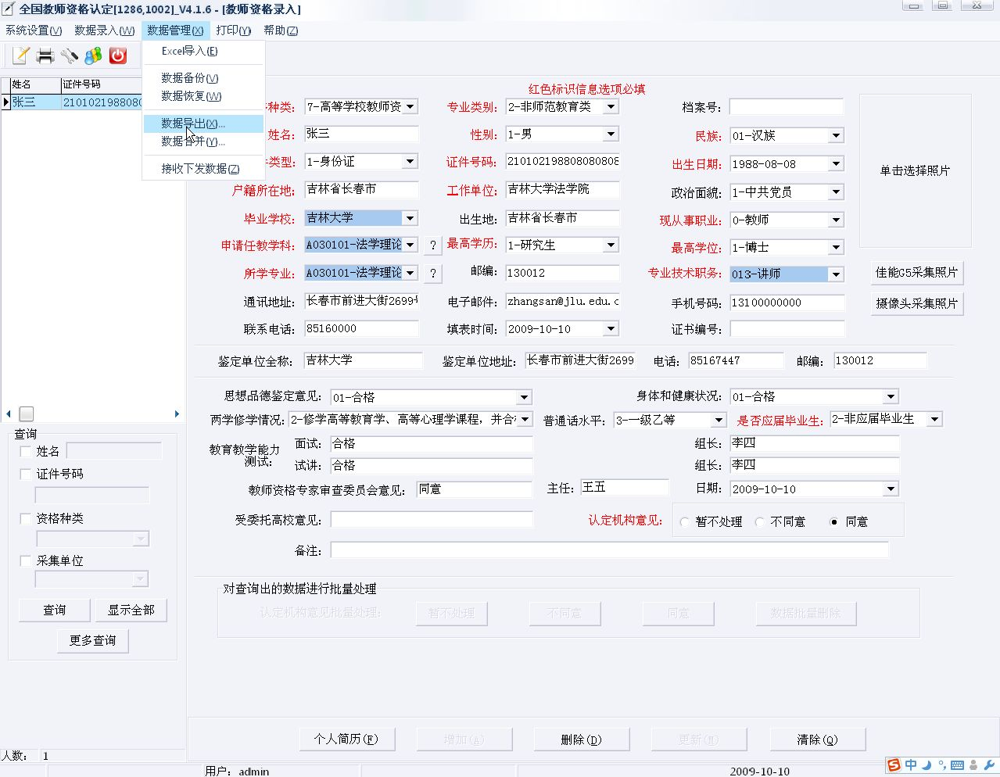 全国教师资格认定[1286,1002]_V4.1.6 - [教师资格录入]
系统设置(V) 数据录入(W) 数据管理(X) 打印(Y) 帮助(Z)
Excel导入(E)
数据备份(V)
数据恢复(W)
数据导出(X)...
数据合并(Y)...
接收下发数据(Z)
姓名 证件号码
张三 2101021988080
红色标识信息选项必填
种类: 7-高等学校教师资 专业类别: 2-非师范教育类 档案号:
姓名: 张三 性别: 1-男 民族: 01-汉族
类型: 1-身份证 证件号码: 210102198808080808 出生日期: 1988-08-08
户籍所在地: 吉林省长春市 工作单位: 吉林大学法学院 政治面貌: 1-中共党员
毕业学校: 吉林大学 出生地: 吉林省长春市 现从事职业: 0-教师
申请任教学科: A030101-法学理论 ? 最高学历: 1-研究生 最高学位: 1-博士
所学专业: A030101-法学理论 ? 邮编: 130012 专业技术职务: 013-讲师
通讯地址: 长春市前进大街2699 电子邮件: zhangsan@jlu.edu.c 手机号码: 13100000000
联系电话: 85160000 填表时间: 2009-10-10 证书编号:
单击选择照片
佳能G5采集照片
摄像头采集照片
鉴定单位全称: 吉林大学 鉴定单位地址: 长春市前进大街2699 电话: 85167447 邮编: 130012
思想品德鉴定意见: 01-合格 身体和健康状况: 01-合格
两学修学情况: 2-修学高等教育学、高等心理学课程，并合 普通话水平: 3-一级乙等 是否应届毕业生: 2-非应届毕业生
教育教学能力测试: 面试: 合格 组长: 李四
试讲: 合格 组长: 李四
教师资格专家审查委员会意见: 同意 主任: 王五 日期: 2009-10-10
受委托高校意见: 认定机构意见: 暂不处理 不同意 同意
备注:
对查询出的数据进行批量处理
认定机构意见批量处理: 暂不处理 不同意 同意 数据批量删除
查询
姓名
证件号码
资格种类
采集单位
查询 显示全部
更多查询
个人简历(F) 增加(A) 删除(D) 更新(M) 清除(Q)
人数: 1
用户: admin 2009-10-10
S 中